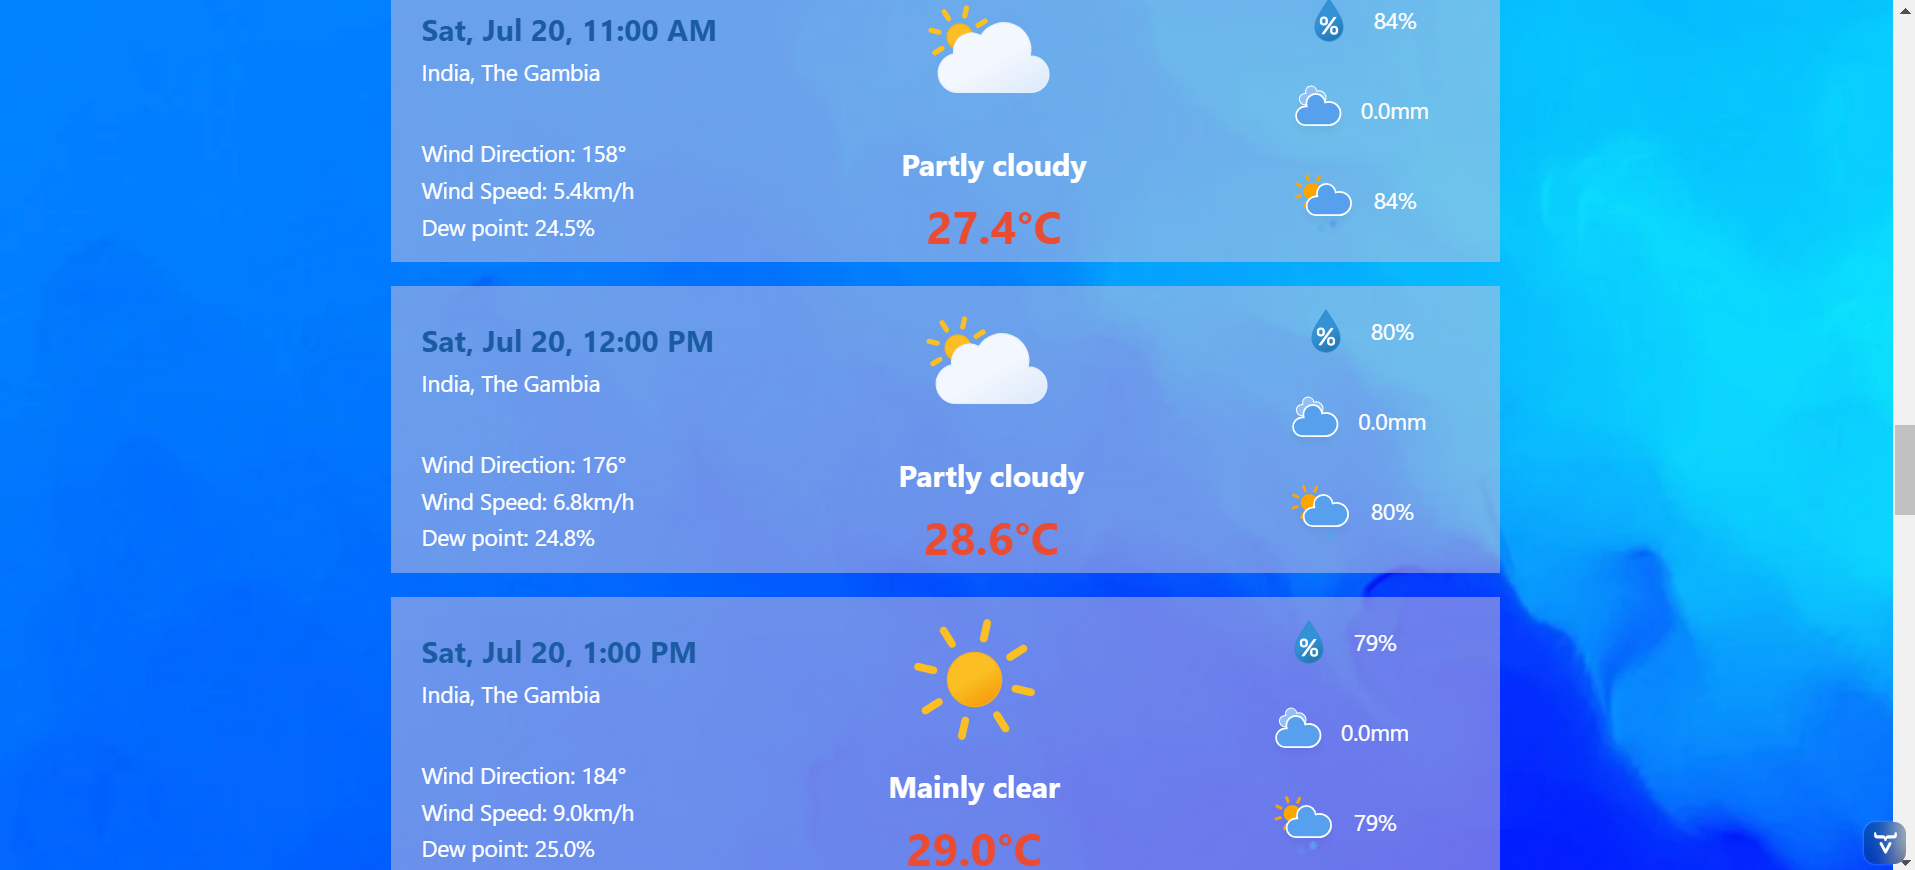 Sat, Jul 20, 11:00 AM
India, The Gambia
Wind Direction: 158°
Wind Speed: 5.4km/h
Dew point: 24.5%
Partly cloudy
27.4°C
% 84%
0.0mm
84%
Sat, Jul 20, 12:00 PM
India, The Gambia
Wind Direction: 176°
Wind Speed: 6.8km/h
Dew point: 24.8%
Partly cloudy
28.6°C
% 80%
0.0mm
80%
Sat, Jul 20, 1:00 PM
India, The Gambia
Wind Direction: 184°
Wind Speed: 9.0km/h
Dew point: 25.0%
Mainly clear
29.0°C
% 79%
0.0mm
79%